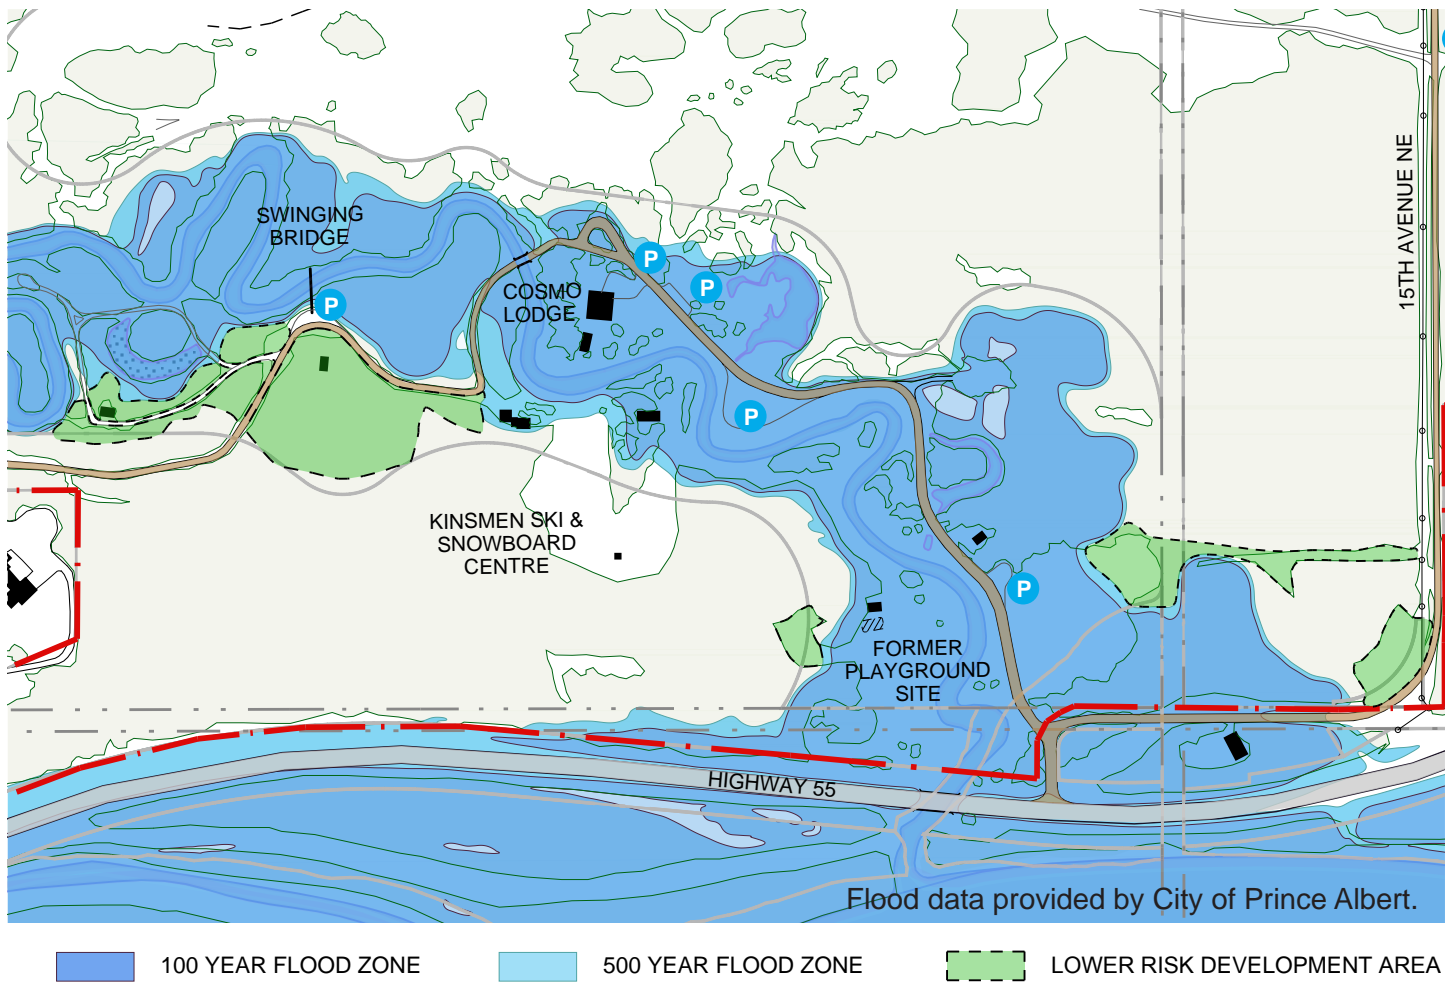 15TH AVENUE NE
SWINGING
BRIDGE
P
P
P
COSMO
LODGE
P
KINSMEN SKI &
SNOWBOARD
CENTRE
P
FORMER
PLAYGROUND
SITE
HIGHWAY 55
Flood data provided by City of Prince Albert.
100 YEAR FLOOD ZONE
500 YEAR FLOOD ZONE
LOWER RISK DEVELOPMENT AREA